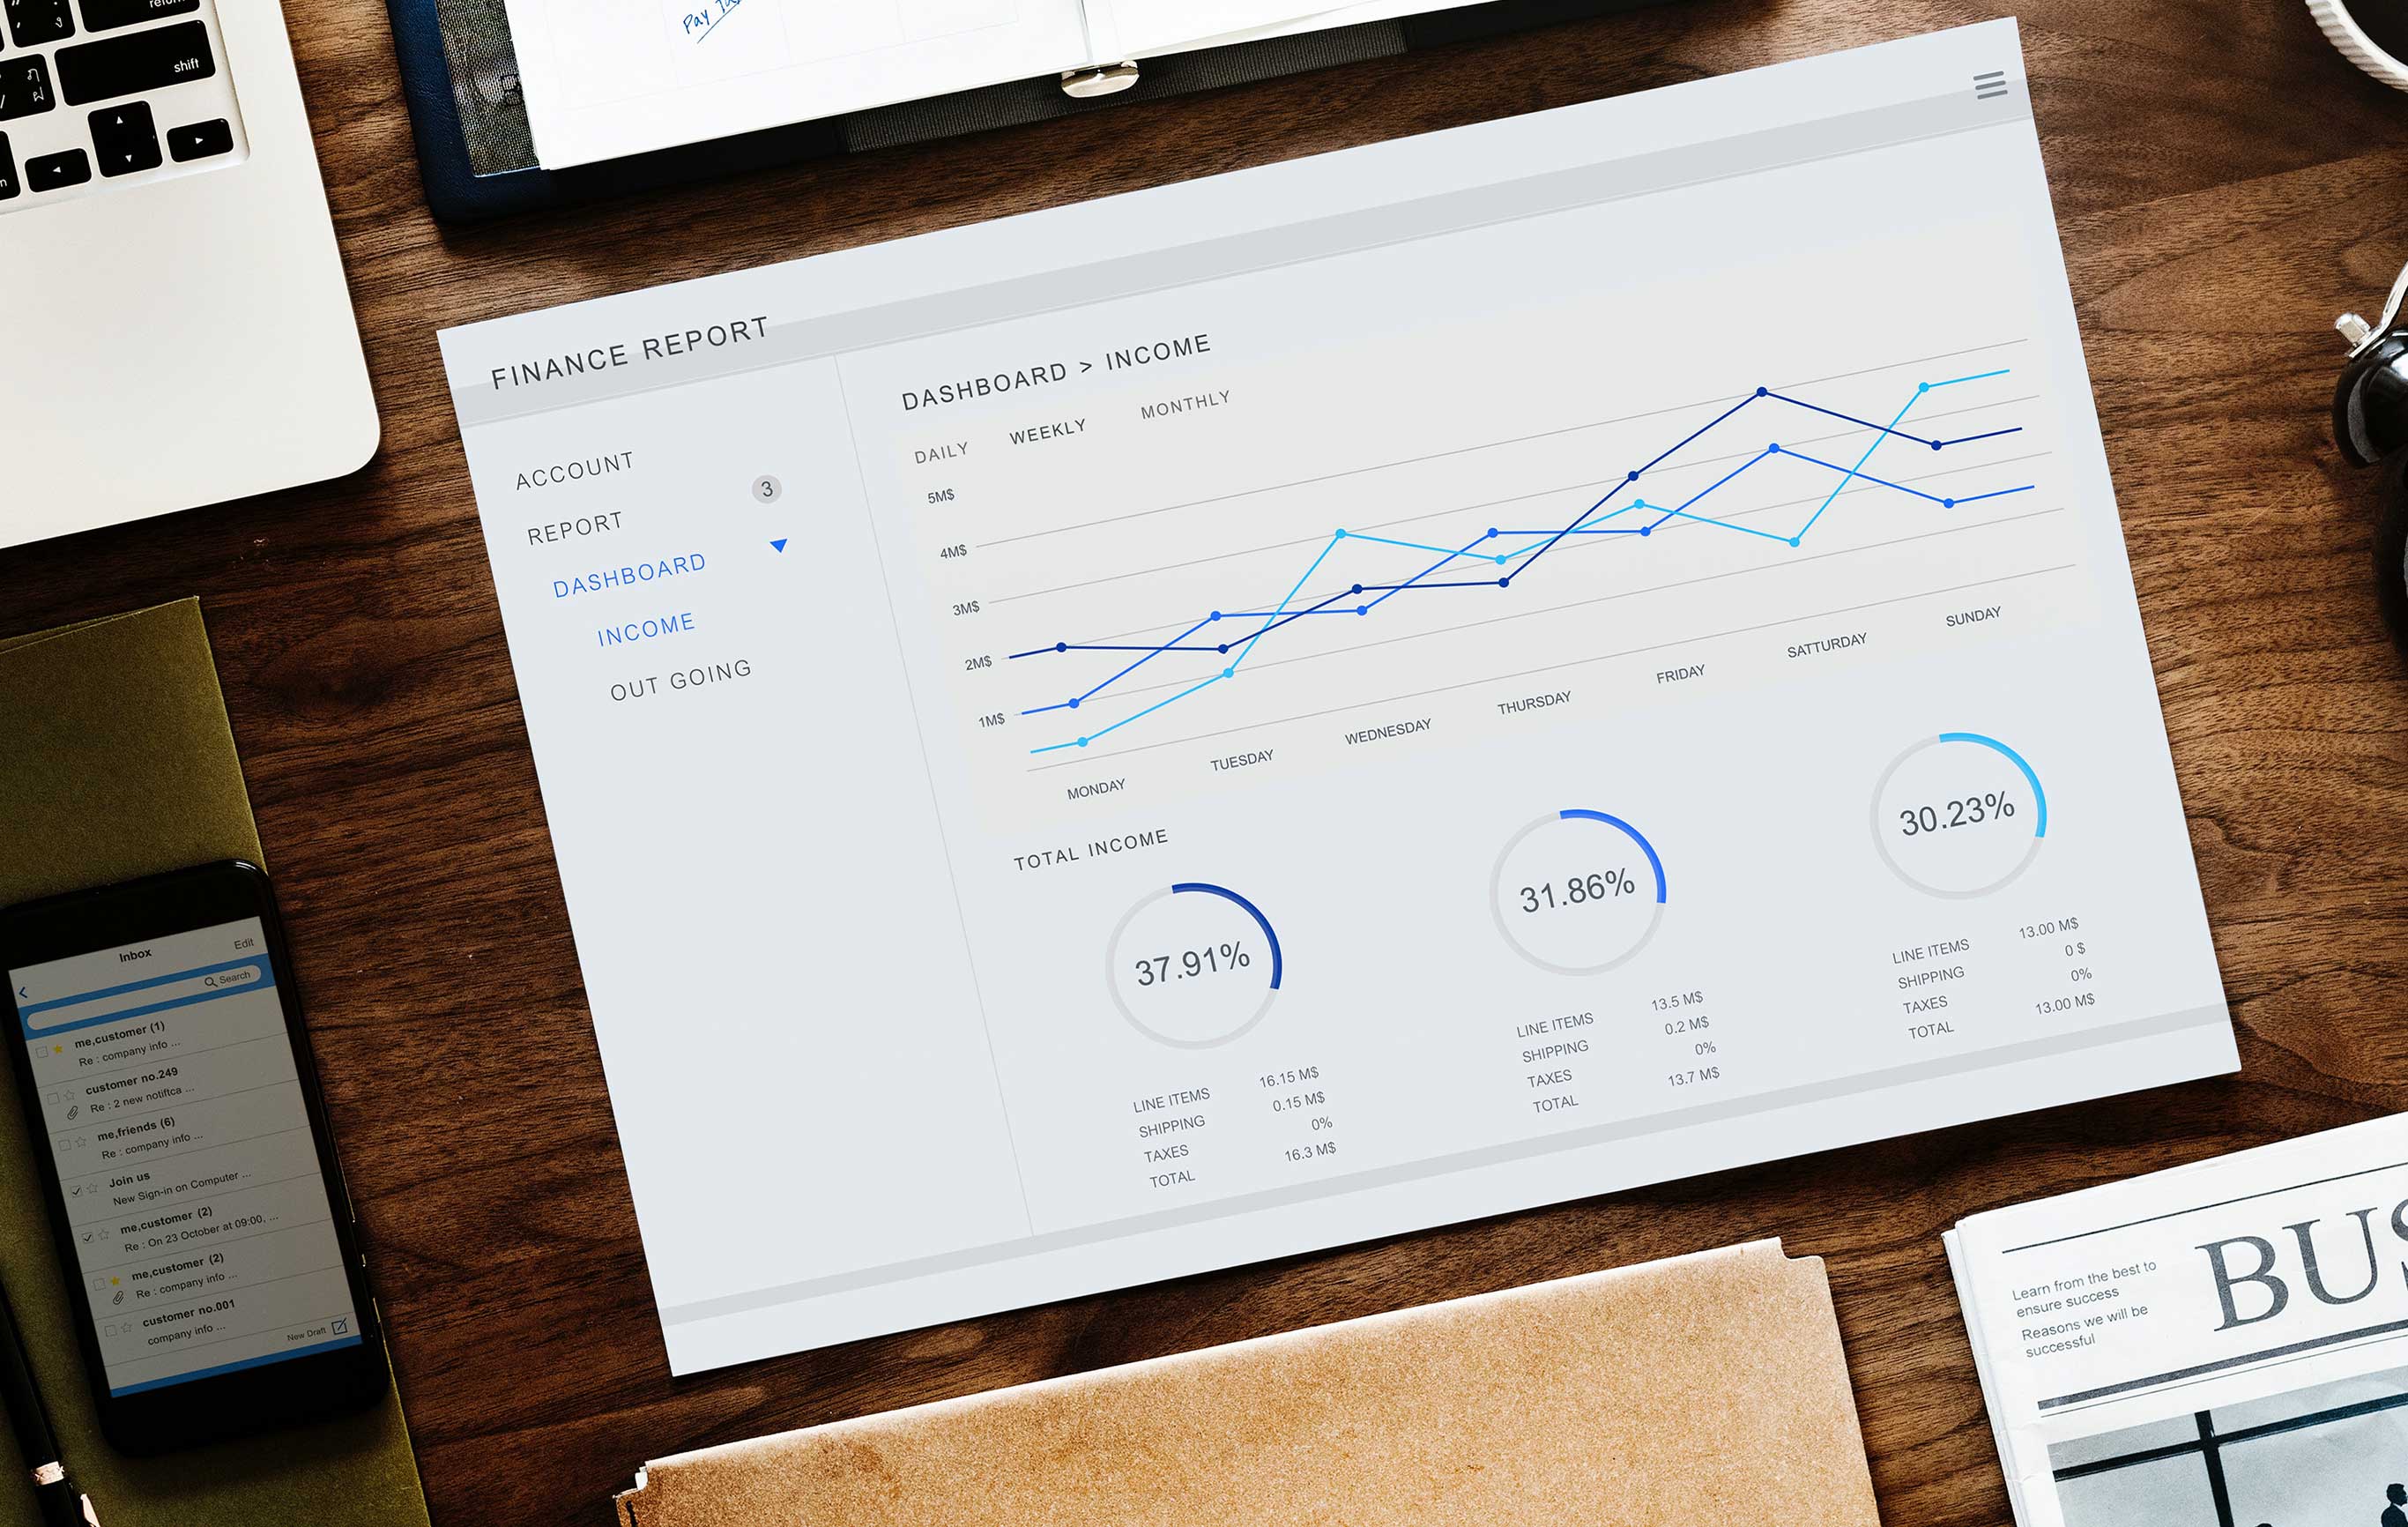 shift
Pay
FINANCE REPORT
ACCOUNT
REPORT
3
DASHBOARD
INCOME
OUT GOING
DASHBOARD > INCOME
DAILY WEEKLY MONTHLY
5M$
4M$
3M$
2M$
1M$
MONDAY TUESDAY WEDNESDAY THURSDAY FRIDAY SATTURDAY SUNDAY
TOTAL INCOME
37.91%
LINE ITEMS 16.15 M$
SHIPPING 0.15 M$
TAXES 0%
TOTAL 16.3 M$
31.86%
LINE ITEMS 13.5 M$
SHIPPING 0.2 M$
TAXES 0%
TOTAL 13.7 M$
30.23%
LINE ITEMS 13.00 M$
SHIPPING 0 $
TAXES 0%
TOTAL 13.00 M$
Inbox Edit
Search
me,customer (1)
Re : company info ...
customer no.249
Re : 2 new notiftca ...
me,friends (6)
Re : company info ...
Join us
New Sign-in on Computer ...
me,customer (2)
Re : On 23 October at 09:00, ...
me,customer (2)
Re : company info ...
customer no.001
company info ...
New Draft
Learn from the best to
ensure success
Reasons we will be
successful
BUS